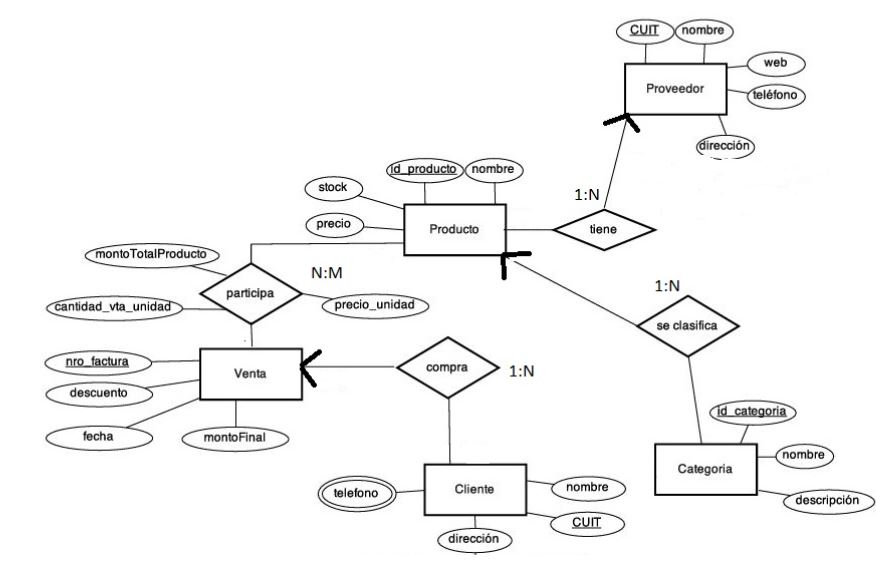 CUIT
nombre
web
Proveedor
teléfono
dirección
id_producto
nombre
stock
1:N
precio
Producto
tiene
montoTotalProducto
N:M
participa
1:N
cantidad_vta_unidad
precio_unidad
se clasifica
nro_factura
Venta
compra
1:N
descuento
id_categoria
fecha
montoFinal
nombre
Categoria
telefono
Cliente
nombre
descripción
CUIT
dirección